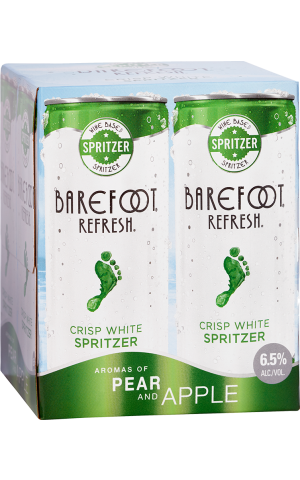 WINE BASED
SPRITZER
SPRITZER
BAREFOOT.
REFRESH.
CRISP WHITE
SPRITZER
WINE BASED
SPRITZER
SPRITZER
BAREFOOT.
REFRESH.
CRISP WHITE
SPRITZER
6.5%
ALC/VOL.
AROMAS OF
PEAR
AND APPLE